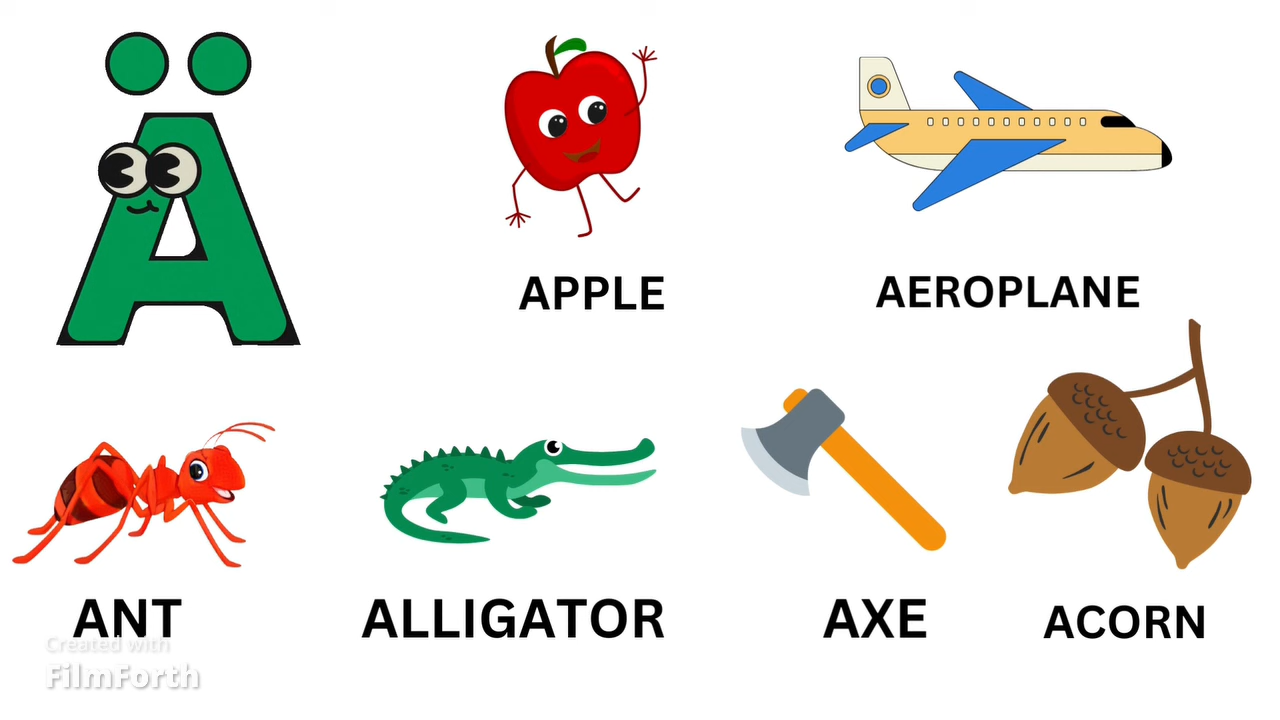 Ä
APPLE
AEROPLANE
ANT
ALLIGATOR
AXE
ACORN
Created with
FilmForth